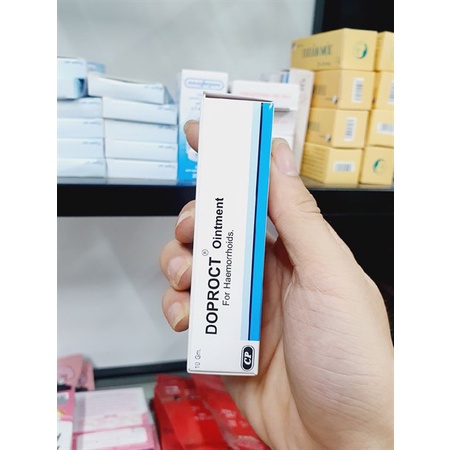 DOPROCT® Ointment
For Haemorrhoids.
10 Gm.
CP